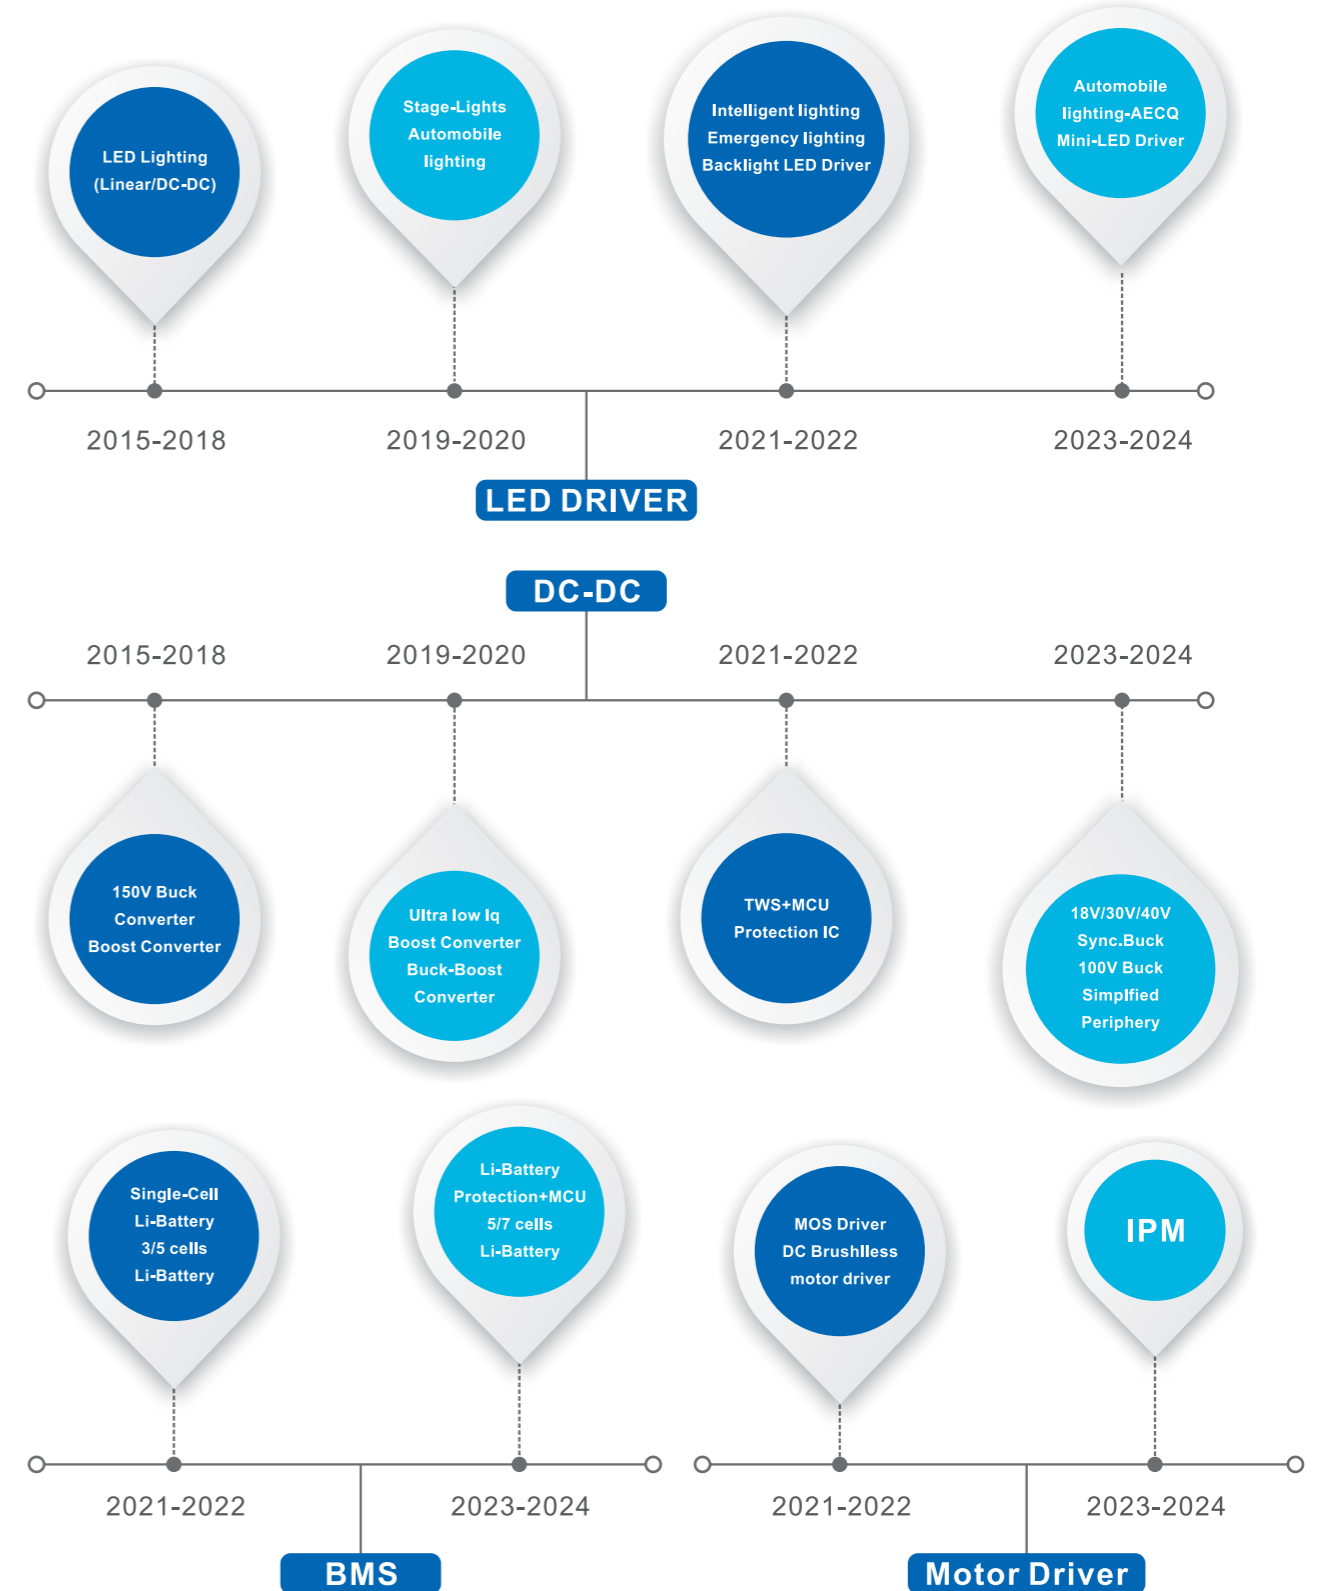 LED Lighting
(Linear/DC-DC)
Stage-Lights
Automobile
lighting
Intelligent lighting
Emergency lighting
Backlight LED Driver
Automobile
lighting-AECQ
Mini-LED Driver
2015-2018
2019-2020
2021-2022
2023-2024
LED DRIVER
DC-DC
2015-2018
2019-2020
2021-2022
2023-2024
150V Buck
Converter
Boost Converter
Ultra low Iq
Boost Converter
Buck-Boost
Converter
TWS+MCU
Protection IC
18V/30V/40V
Sync.Buck
100V Buck
Simplfied
Periphery
Single-Cell
Li-Battery
3/5 cells
Li-Battery
Li-Battery
Protection+MCU
5/7 cells
Li-Battery
MOS Driver
DC Brushlless
motor driver
IPM
2021-2022
2023-2024
2021-2022
2023-2024
BMS
Motor Driver